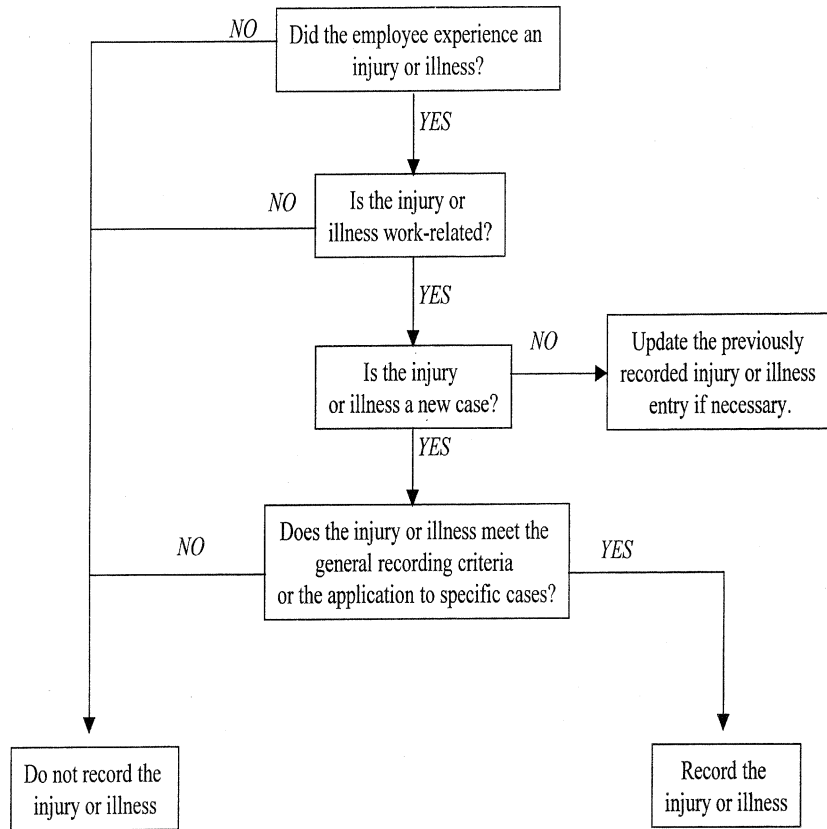 NO
Did the employee experience an
injury or illness?
YES
NO
Is the injury or
illness work-related?
YES
NO
Update the previously
recorded injury or illness
entry if necessary.
Is the injury
or illness a new case?
YES
NO
Does the injury or illness meet the
general recording criteria
or the application to specific cases?
YES
Do not record the
injury or illness
Record the
injury or illness